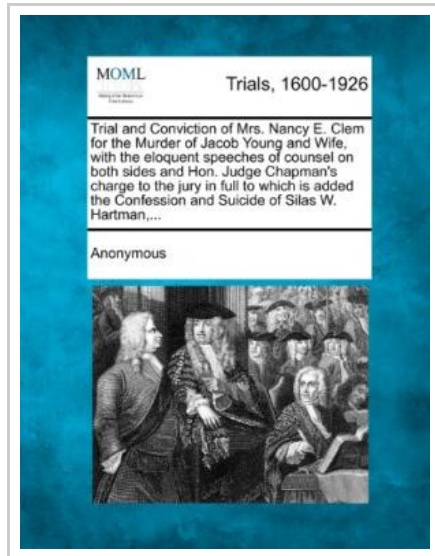 MOML
Trials, 1600-1926
Trial and Conviction of Mrs. Nancy E. Clem
for the Murder of Jacob Young and Wife,
with the eloquent speeches of counsel on
both sides and Hon. Judge Chapman's
charge to the jury in full to which is added
the Confession and Suicide of Silas W.
Hartman,...
Anonymous